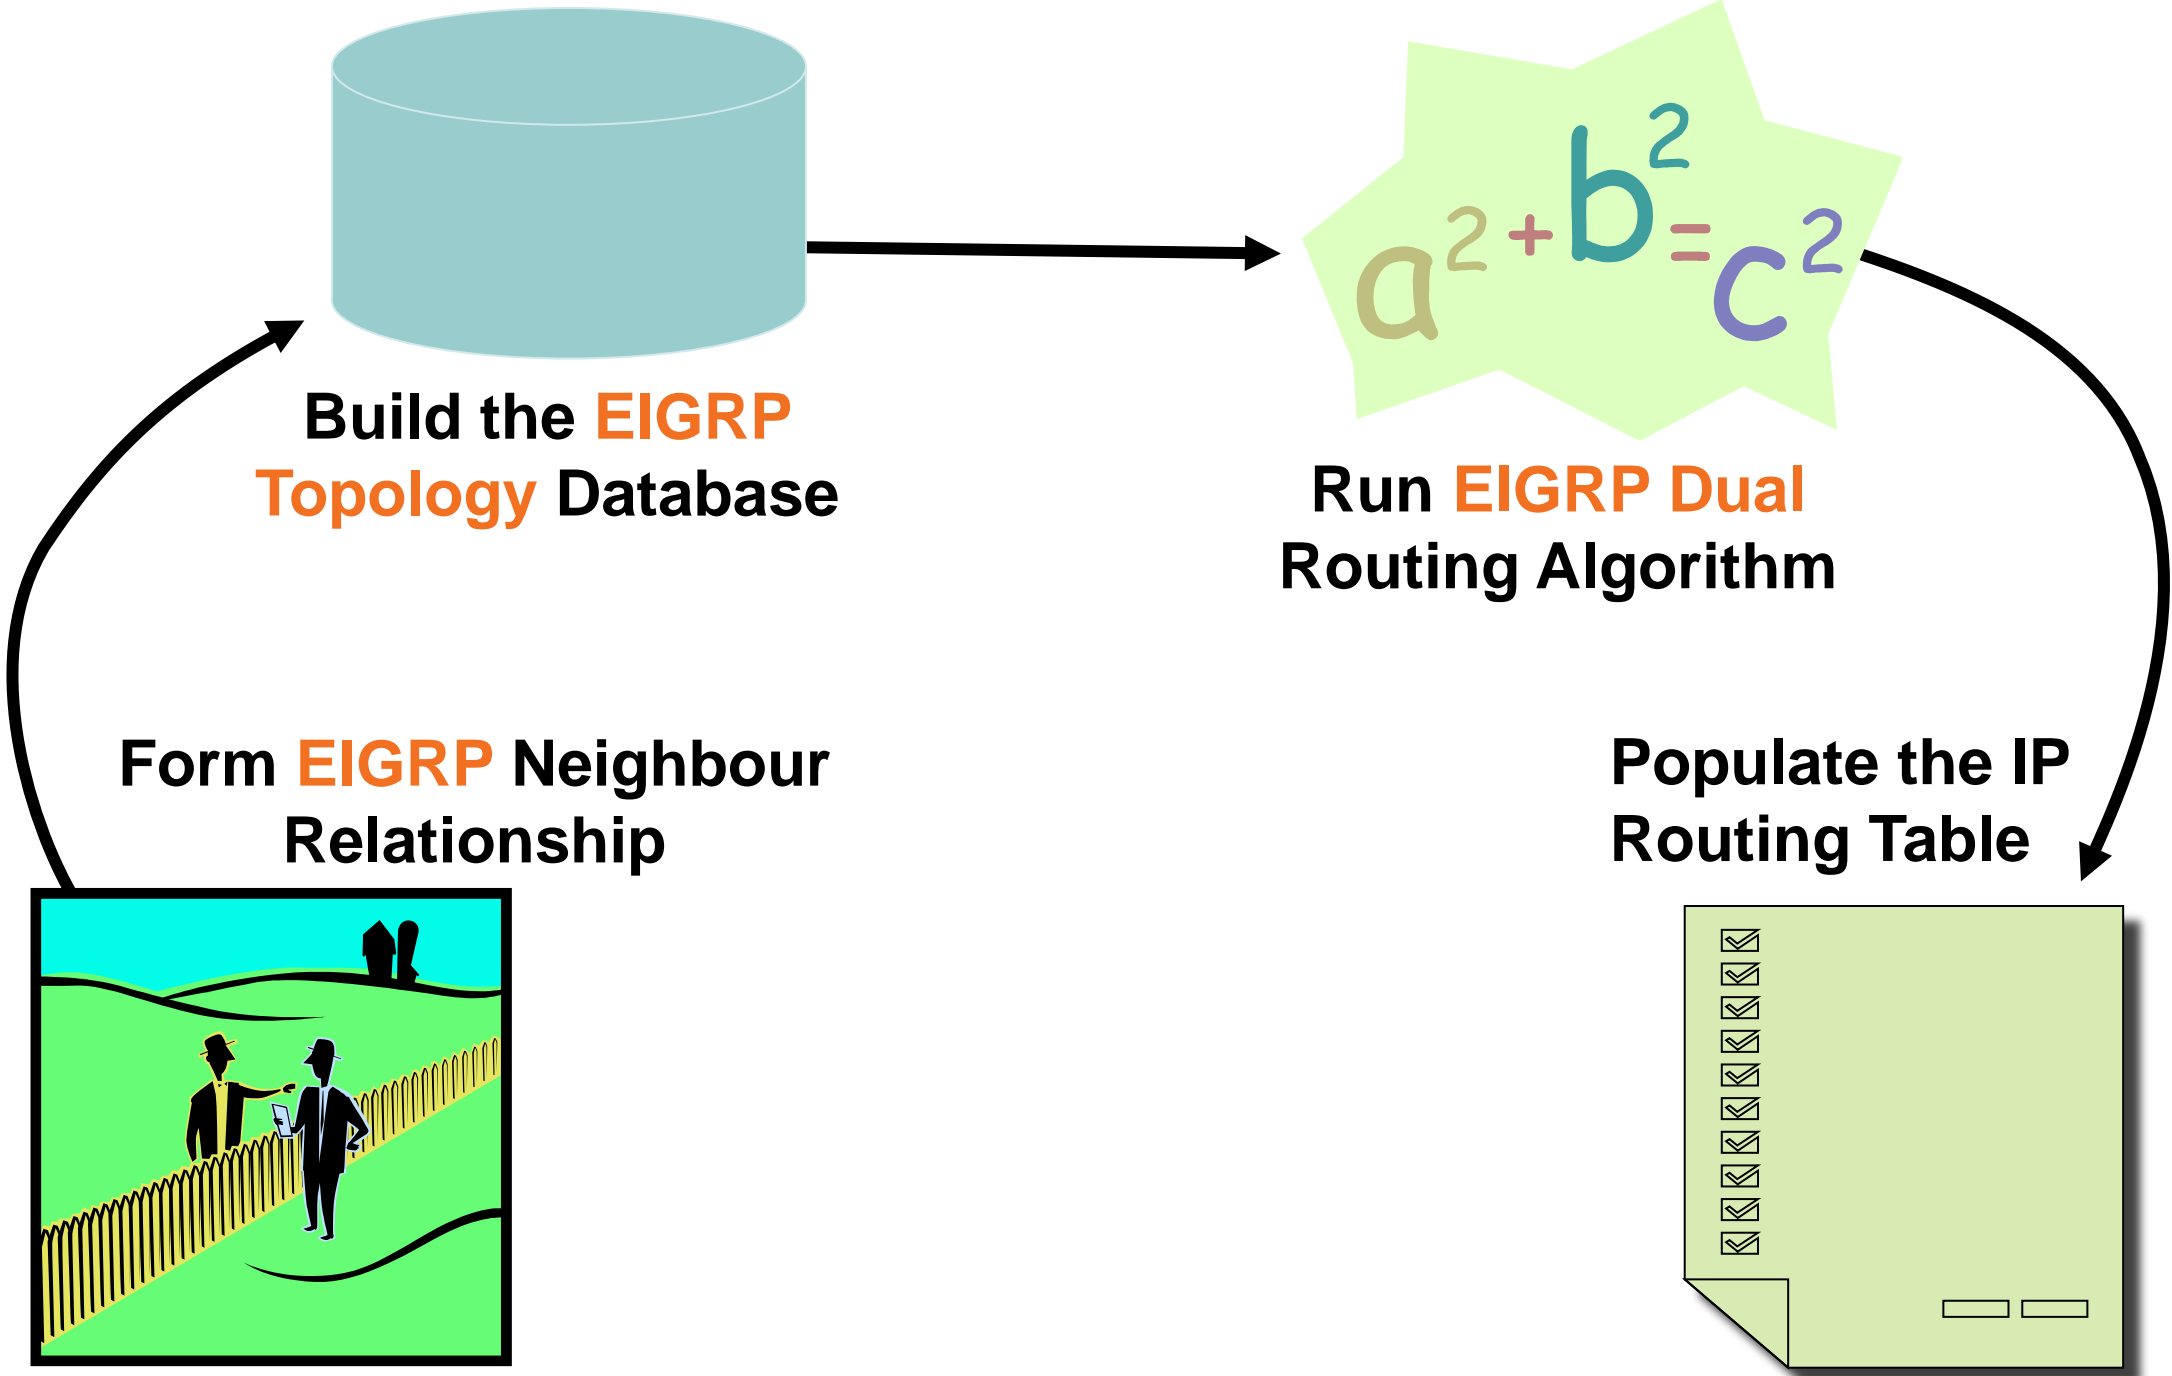 a² + b² = c²
Build the EIGRP
Topology Database
Run EIGRP Dual
Routing Algorithm
Form EIGRP Neighbour
Relationship
Populate the IP
Routing Table